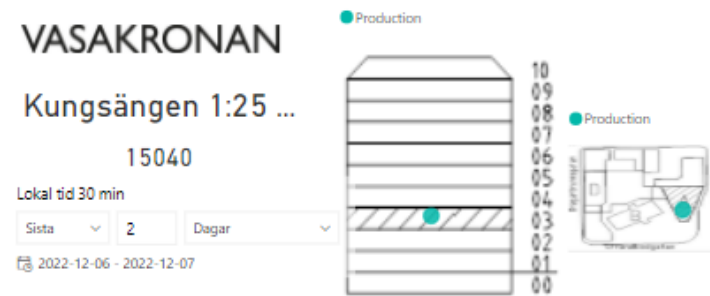 VASAKRONAN
Kungsängen 1:25 ...
15040
Lokal tid 30 min
Sista
2
Dagar
2022-12-06 - 2022-12-07
Production
10
09
08
07
06
05
04
03
02
01
00
Production